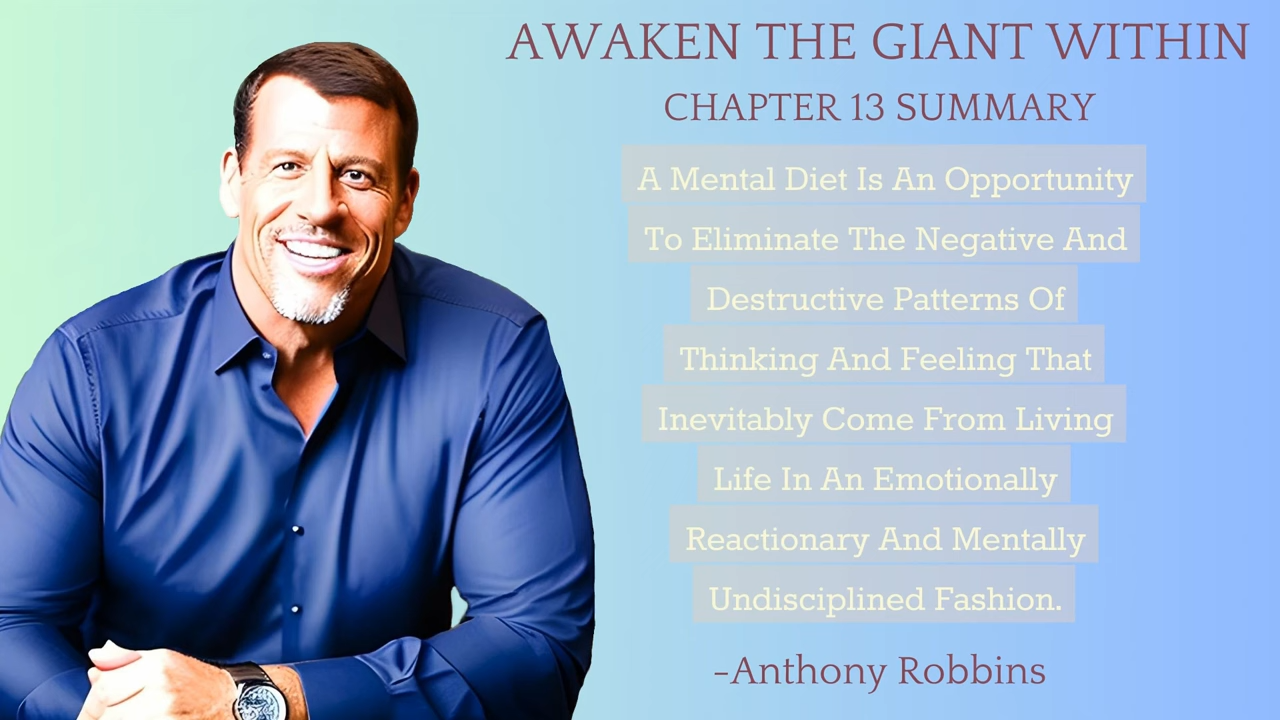 AWAKEN THE GIANT WITHIN
CHAPTER 13 SUMMARY
A Mental Diet Is An Opportunity
To Eliminate The Negative And
Destructive Patterns Of
Thinking And Feeling That
Inevitably Come From Living
Life In An Emotionally
Reactionary And Mentally
Undisciplined Fashion.
–Anthony Robbins